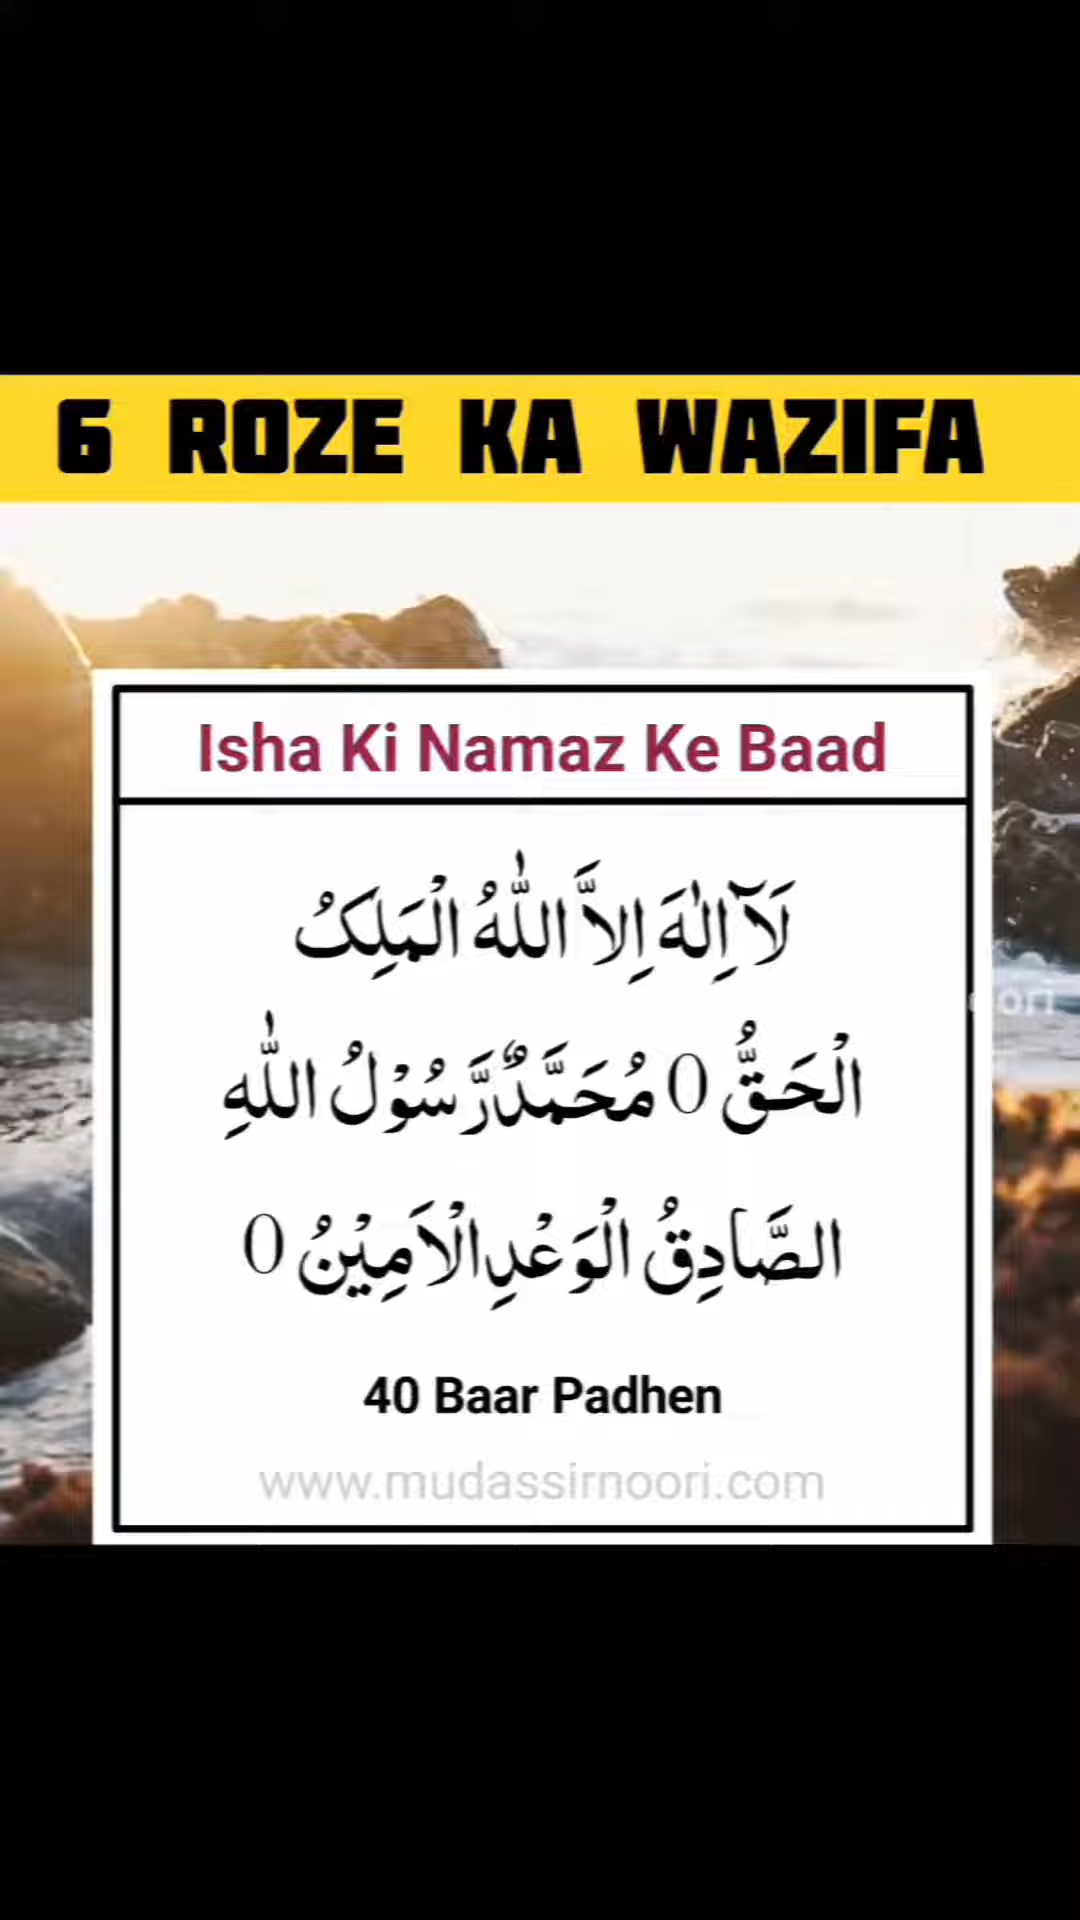 6 ROZE KA WAZIFA
Isha Ki Namaz Ke Baad
لَآ اِلٰهَ اِلاَّ اللّٰهُ الْمَلِکُ
الْحَقُّ 0 مُحَمَّدٌ رَّسُوْلُ اللّٰهِ
الصَّادِقُ الْوَعْدِ الْاَمِیْنُ 0
40 Baar Padhen
www.mudassirnoori.com